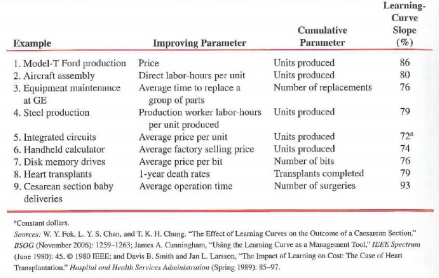 Learning-
Curve
Cumulative Slope
Example Improving Parameter Parameter (%)
1. Model-T Ford production Price Units produced 86
2. Aircraft assembly Direct labor-hours per unit Units produced 80
3. Equipment maintenance Average time to replace a Number of replacements 76
at GE group of parts
4. Steel production Production worker labor-hours Units produced 79
per unit produced
5. Integrated circuits Average price per unit Units produced 72a
6. Handheld calculator Average factory selling price Units produced 74
7. Disk memory drives Average price per bit Number of bits 76
8. Heart transplants 1-year death rates Transplants completed 79
9. Cesarean section baby Average operation time Number of surgeries 93
deliveries
aConstant dollars.
Sources: W. Y. Fok, L. Y. S. Chan, and T. K. H. Chung. "The Effect of Learning Curves on the Outcome of a Caesarean Section."
BJOG (November 2006): 1259–1263; James A. Cunningham, "Using the Learning Curve as a Management Tool," IEEE Spectrum
(June 1980): 45. © 1980 IEEE; and Davis B. Smith and Jan L. Larsson, "The Impact of Learning on Cost: The Case of Heart
Transplantation." Hospital and Health Services Administration (Spring 1989): 85–97.